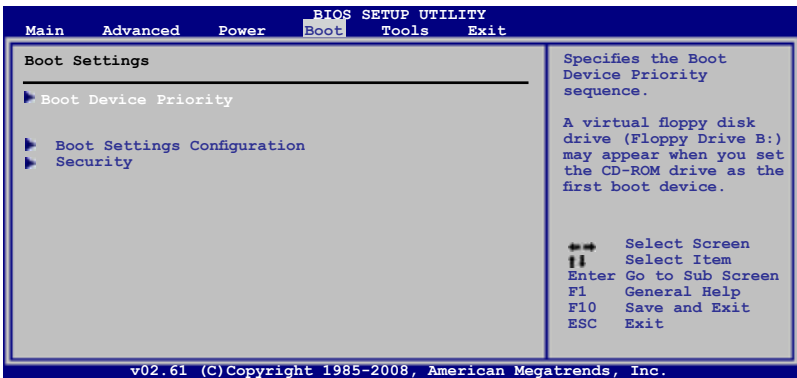 BIOS SETUP UTILITY
Main Advanced Power Boot Tools Exit
Boot Settings
Boot Device Priority
Boot Settings Configuration
Security
Specifies the Boot
Device Priority
sequence.
A virtual floppy disk
drive (Floppy Drive B:)
may appear when you set
the CD-ROM drive as the
first boot device.
Select Screen
Select Item
Enter Go to Sub Screen
F1 General Help
F10 Save and Exit
ESC Exit
v02.61 (C)Copyright 1985-2008, American Megatrends, Inc.